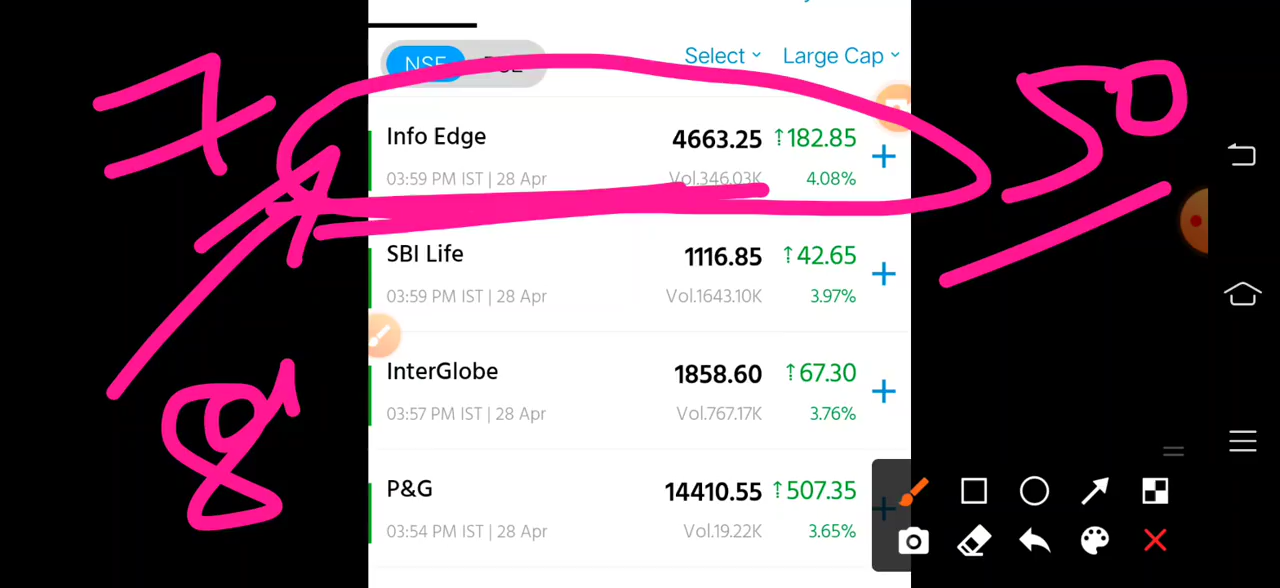 NSE BSE Select Large Cap
7 50
Info Edge 4663.25 ↑182.85
03:59 PM IST | 28 Apr Vol.346.03K 4.08%
SBI Life 1116.85 ↑42.65
03:59 PM IST | 28 Apr Vol.1643.10K 3.97%
InterGlobe 1858.60 ↑67.30
03:57 PM IST | 28 Apr Vol.767.17K 3.76%
8
P&G 14410.55 ↑507.35
03:54 PM IST | 28 Apr Vol.19.22K 3.65%